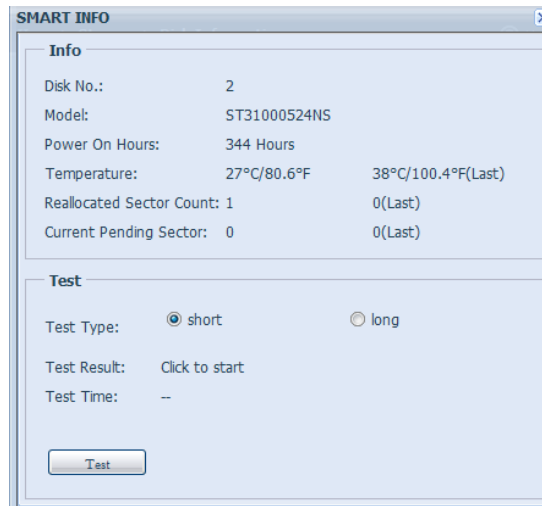 SMART INFO
Info
Disk No.: 2
Model: ST31000524NS
Power On Hours: 344 Hours
Temperature: 27°C/80.6°F 38°C/100.4°F(Last)
Reallocated Sector Count: 1 0(Last)
Current Pending Sector: 0 0(Last)
Test
Test Type: short long
Test Result: Click to start
Test Time: --
Test